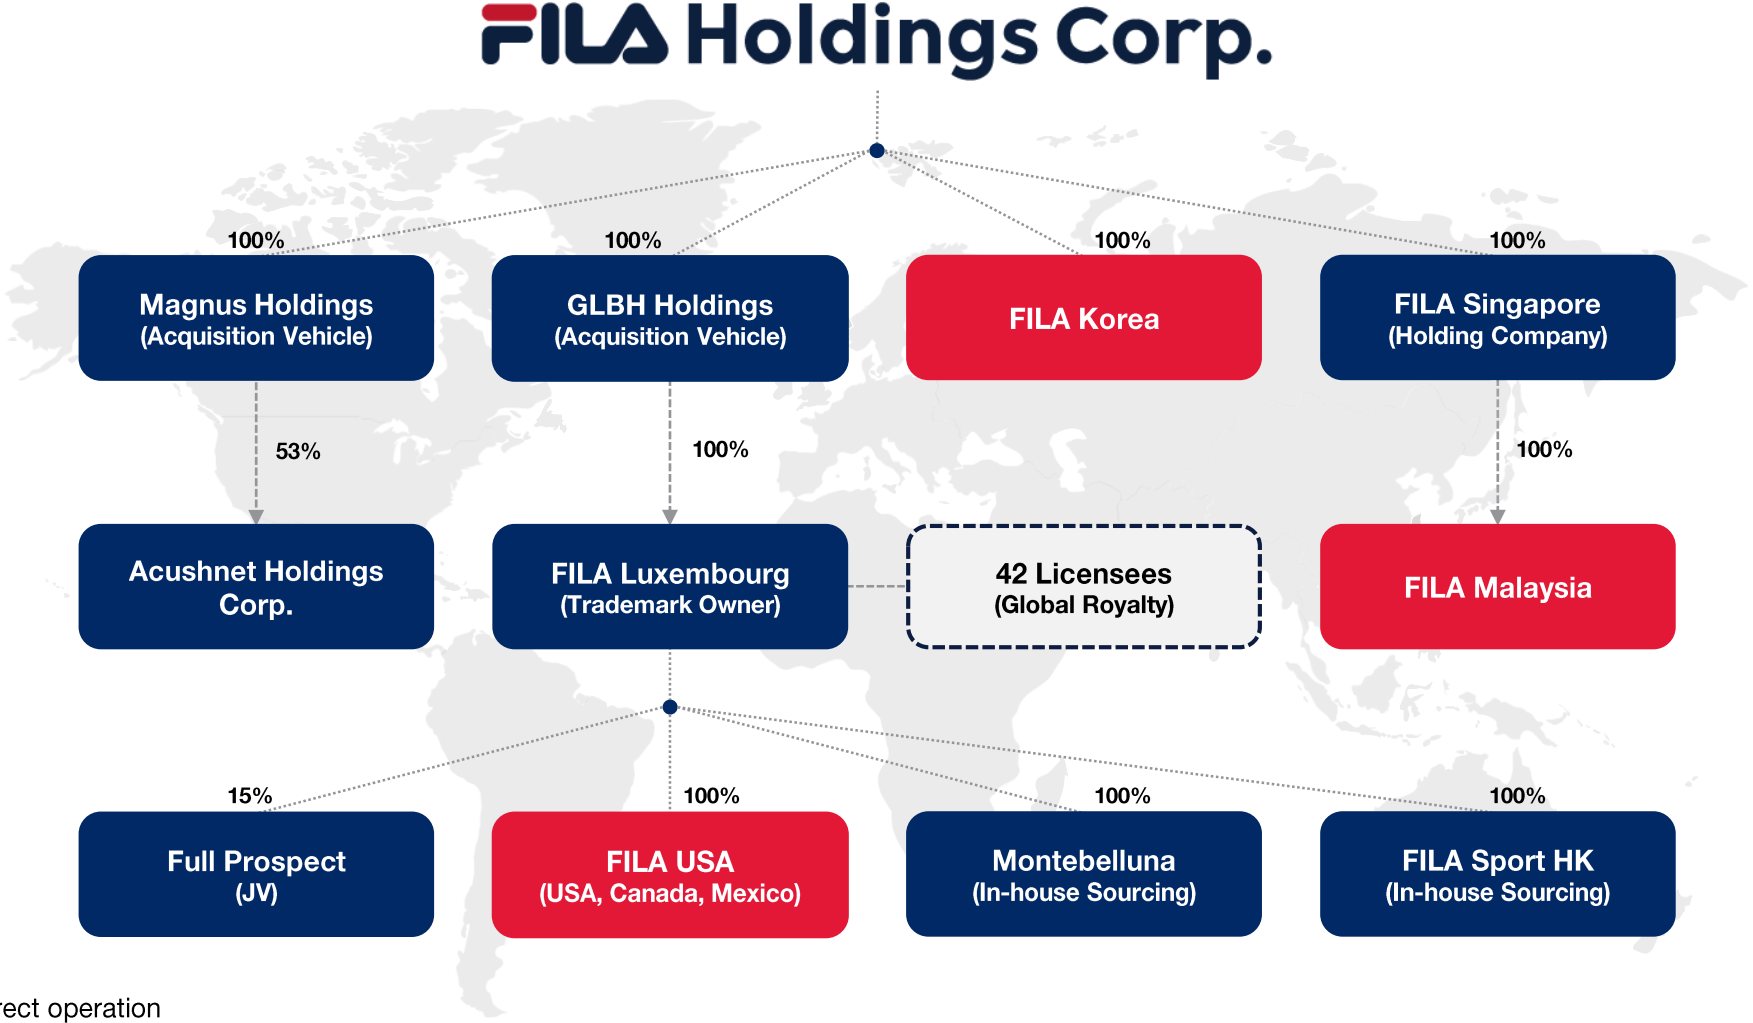 FILA Holdings Corp.
100%
100%
100%
100%
Magnus Holdings
(Acquisition Vehicle)
GLBH Holdings
(Acquisition Vehicle)
FILA Korea
FILA Singapore
(Holding Company)
53%
100%
100%
Acushnet Holdings
Corp.
FILA Luxembourg
(Trademark Owner)
42 Licensees
(Global Royalty)
FILA Malaysia
15%
100%
100%
100%
Full Prospect
(JV)
FILA USA
(USA, Canada, Mexico)
Montebelluna
(In-house Sourcing)
FILA Sport HK
(In-house Sourcing)
operation